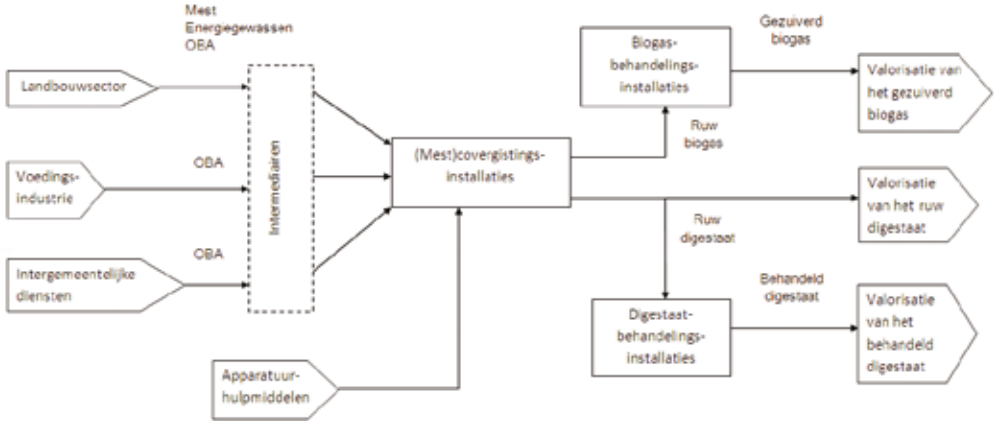 Mest
Energiegewassen
OBA
Landbouwsector
OBA
Voedings-
industrie
OBA
Intergemeentelijke
diensten
Intermediairen
Apparatuur-
hulpmiddelen
(Mest)covergistings-
installaties
Biogas-
behandelings-
installaties
Ruw
biogas
Gezuiverd
biogas
Valorisatie van
het gezuiverd
biogas
Ruw
digestaat
Valorisatie
van het ruw
digestaat
Digestaat-
behandelings-
installaties
Behandeld
digestaat
Valorisatie
van het
behandeld
digestaat